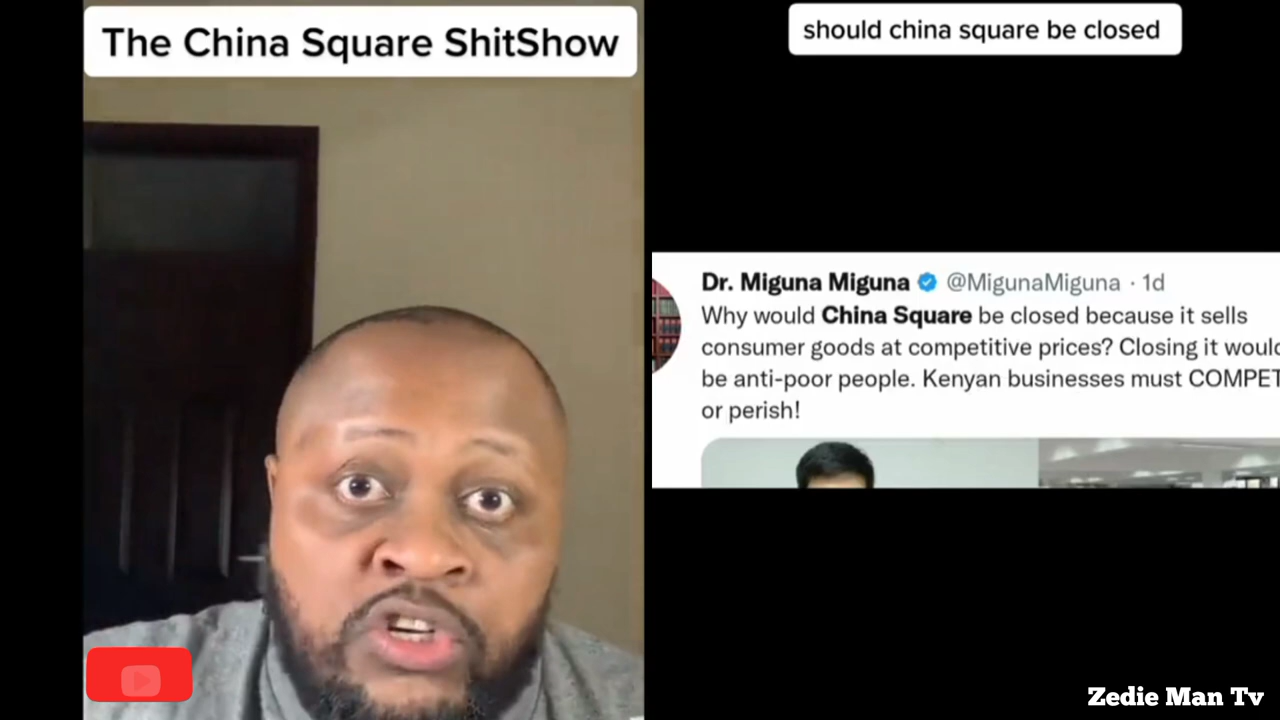 The China Square ShitShow
should china square be closed
Dr. Miguna Miguna @MigunaMiguna · 1d
Why would China Square be closed because it sells
consumer goods at competitive prices? Closing it would
be anti-poor people. Kenyan businesses must COMPET
or perish!
Zedie Man Tv